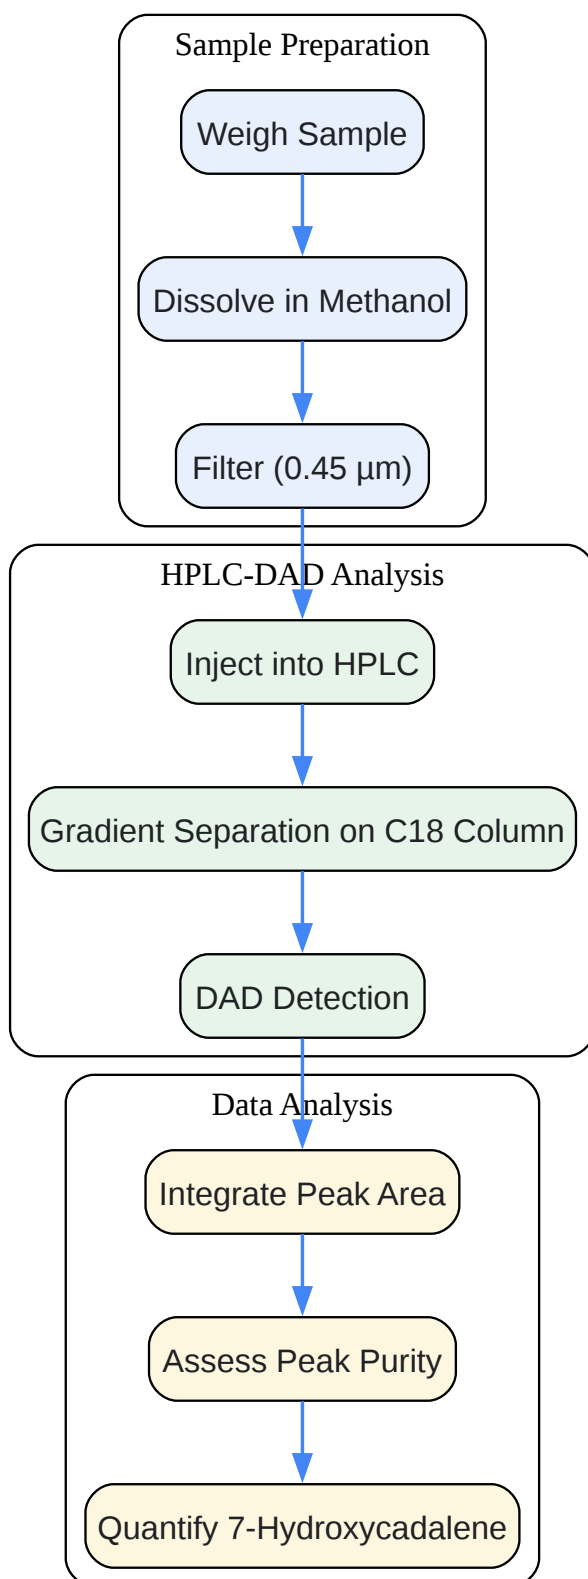 Sample Preparation
Weigh Sample
Dissolve in Methanol
Filter (0.45 µm)
HPLC-DAD Analysis
Inject into HPLC
Gradient Separation on C18 Column
DAD Detection
Data Analysis
Integrate Peak Area
Assess Peak Purity
Quantify 7-Hydroxycadalene